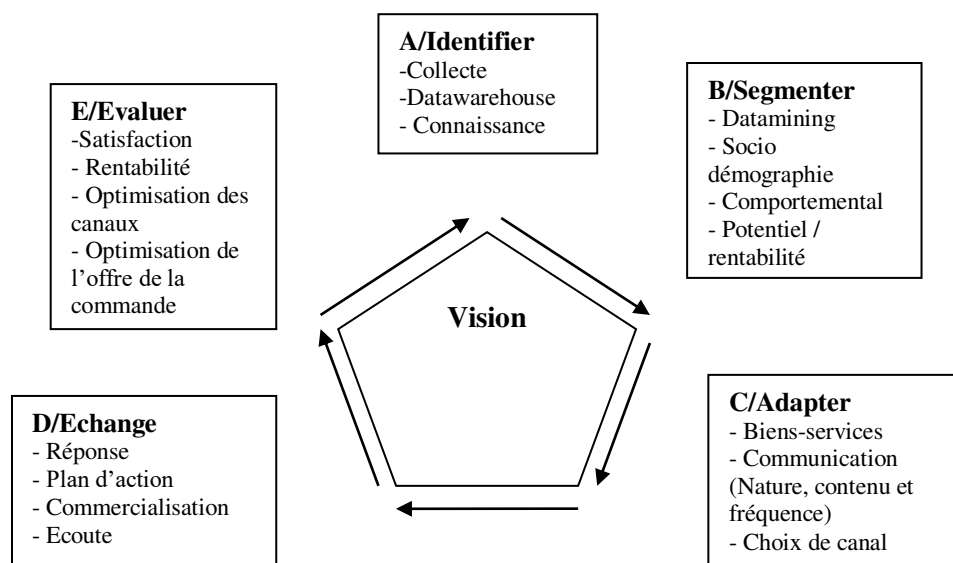 A/Identifier
-Collecte
-Datawarehouse
- Connaissance
B/Segmenter
- Datamining
- Socio
démographie
- Comportemental
- Potentiel /
rentabilité
C/Adapter
- Biens-services
- Communication
(Nature, contenu et
fréquence)
- Choix de canal
D/Echange
- Réponse
- Plan d’action
- Commercialisation
- Ecoute
E/Evaluer
-Satisfaction
- Rentabilité
- Optimisation des
canaux
- Optimisation de
l’offre de la
commande
Vision